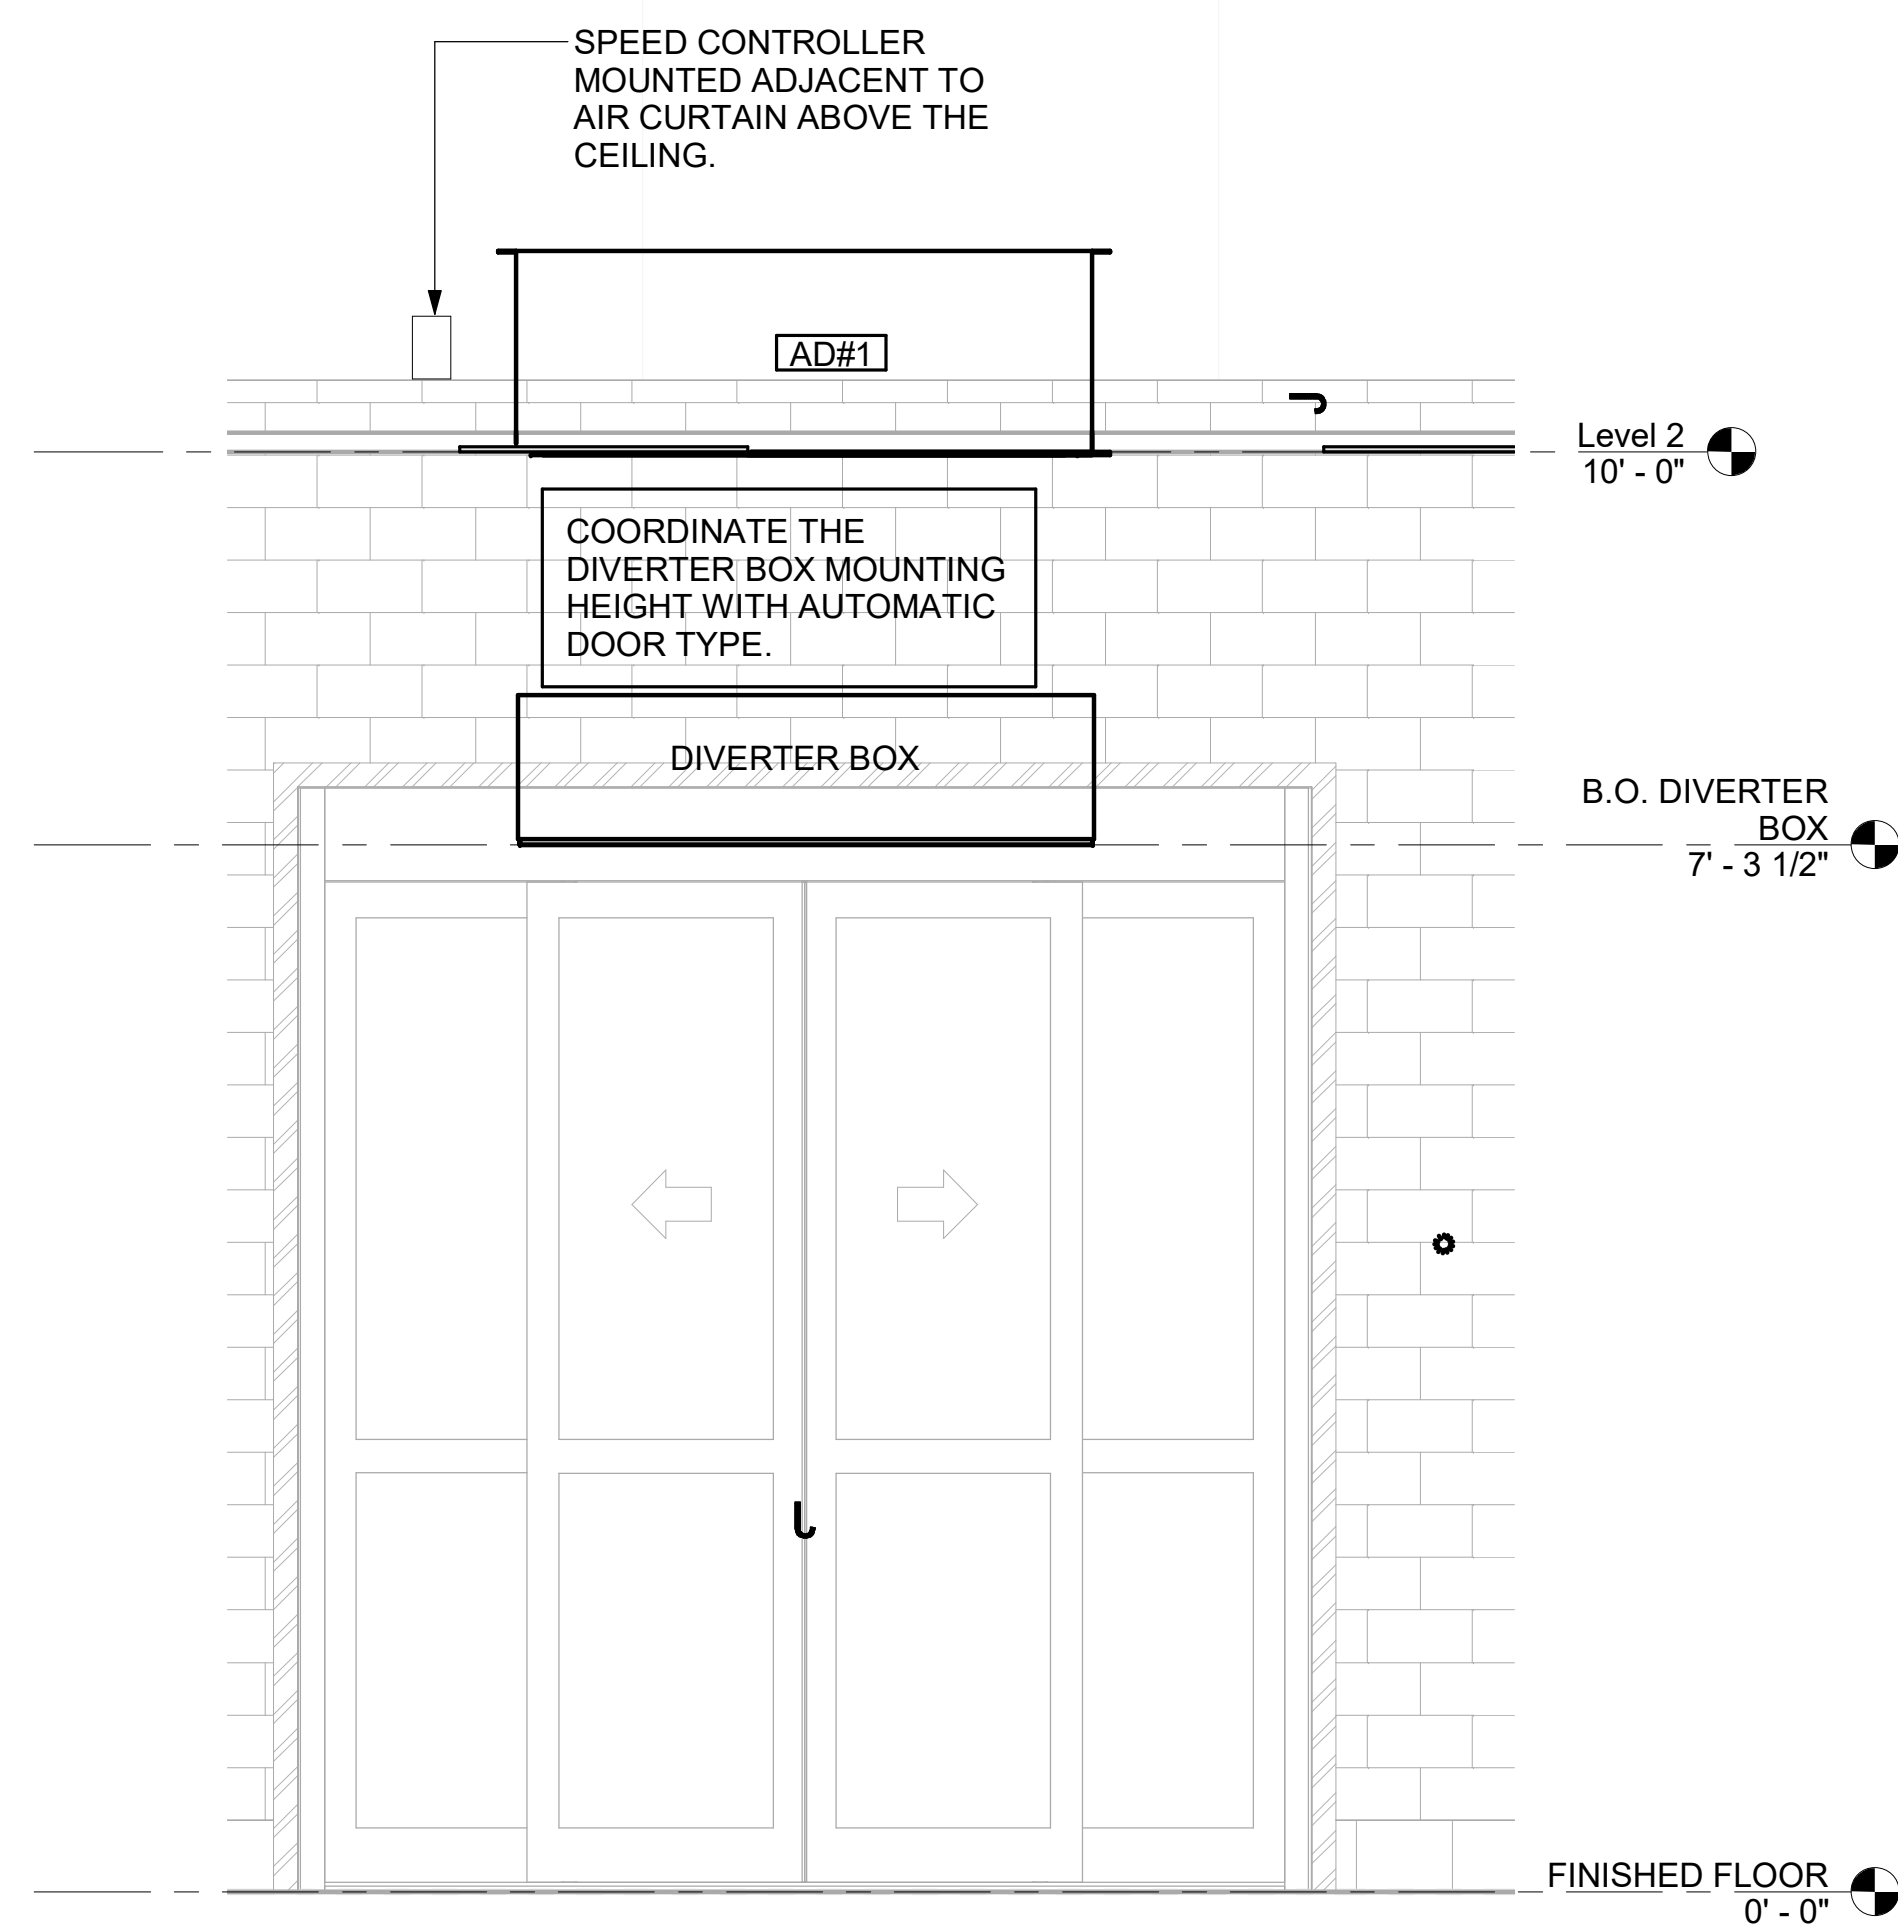 SPEED CONTROLLER
MOUNTED ADJACENT TO
AIR CURTAIN ABOVE THE
CEILING.
AD#1
Level 2
10' - 0"
COORDINATE THE
DIVERTER BOX MOUNTING
HEIGHT WITH AUTOMATIC
DOOR TYPE.
DIVERTER BOX
B.O. DIVERTER
BOX
7' - 3 1/2"
FINISHED FLOOR
0' - 0"